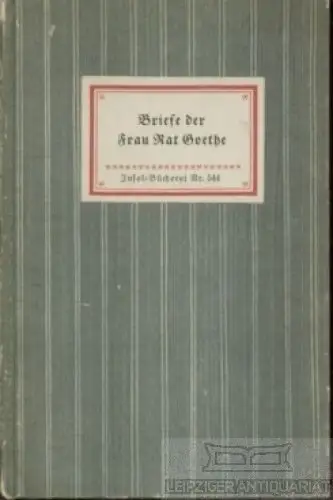 Briefe der
Frau Rat Goethe
Insel-Bücherei Nr. 544
LEIPZIGER ANTIQUARIAT